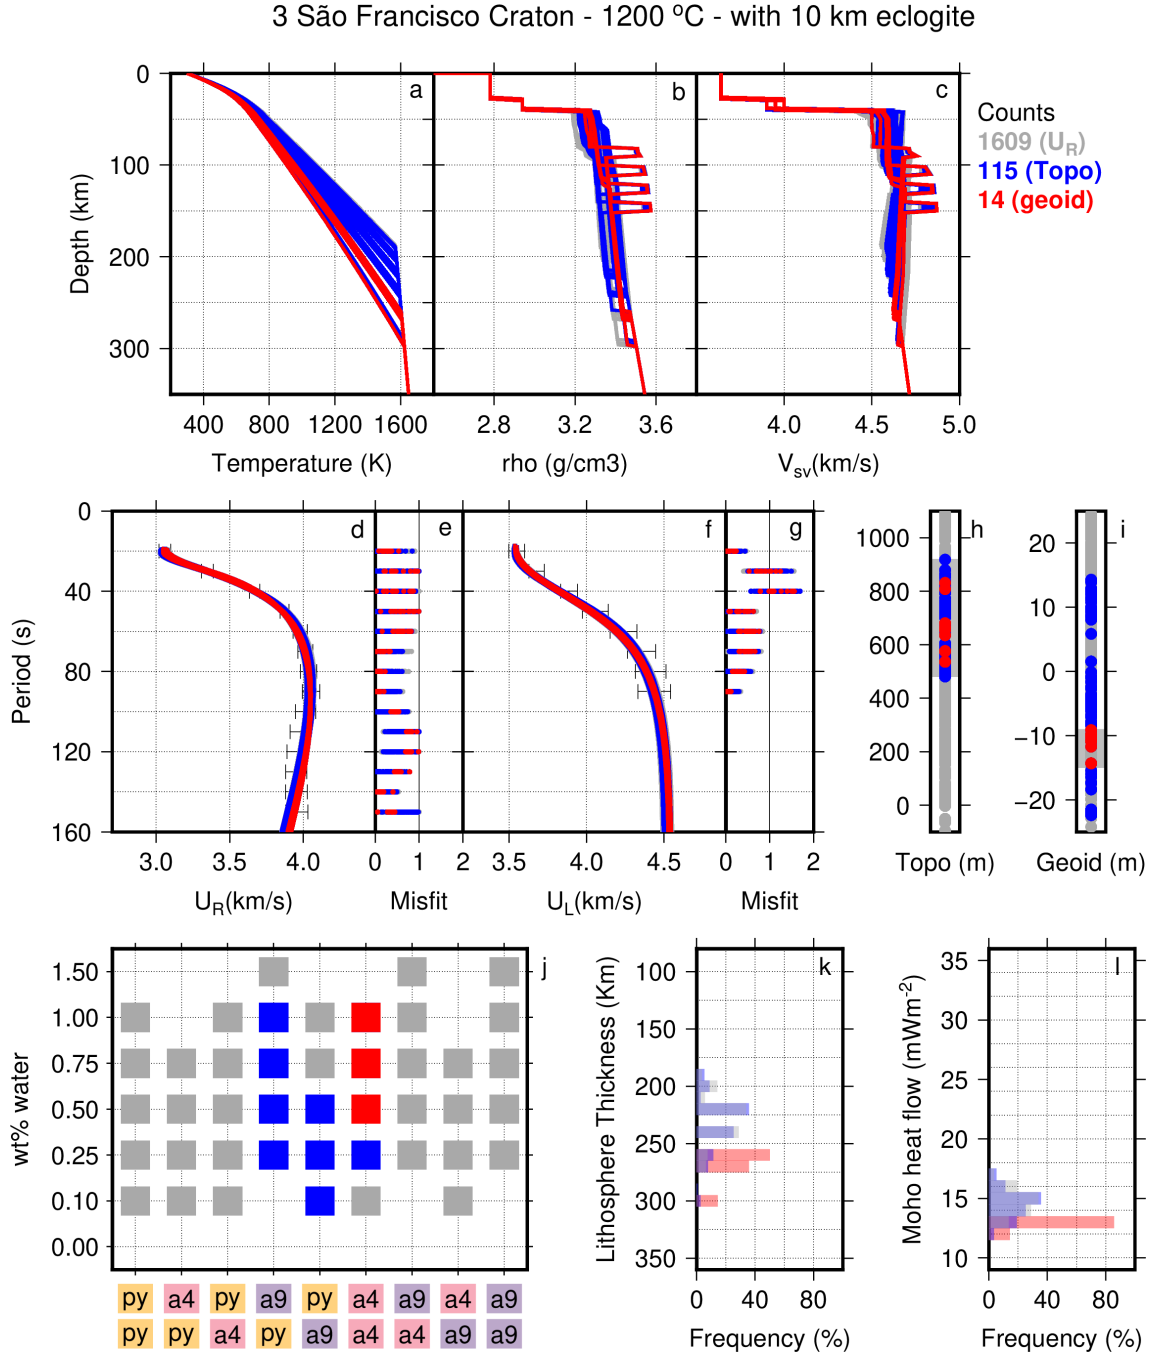 3 São Francisco Craton - 1200 ºC - with 10 km eclogite
a
b
c
0
100
200
300
Depth (km)
400 800 1200 1600
2.8 3.2 3.6
4.0 4.5 5.0
Temperature (K)
rho (g/cm3)
Vsv(km/s)
Counts
1609 (UR)
115 (Topo)
14 (geoid)
d
e
f
g
h
i
0
40
80
120
160
Period (s)
3.0 3.5 4.0
0 1 2
3.5 4.0 4.5
0 1 2
UR(km/s)
Misfit
UL(km/s)
Misfit
1000
800
600
400
200
0
Topo (m)
20
10
0
−10
−20
Geoid (m)
j
1.50
1.00
0.75
0.50
0.25
0.10
0.00
wt% water
py a4 py a9 py a4 a9 a4 a9
py py a4 py a9 a4 a4 a9 a9
k
100
150
200
250
300
350
Lithosphere Thickness (Km)
0 40 80
Frequency (%)
l
35
30
25
20
15
10
Moho heat flow (mWm-2)
0 40 80
Frequency (%)